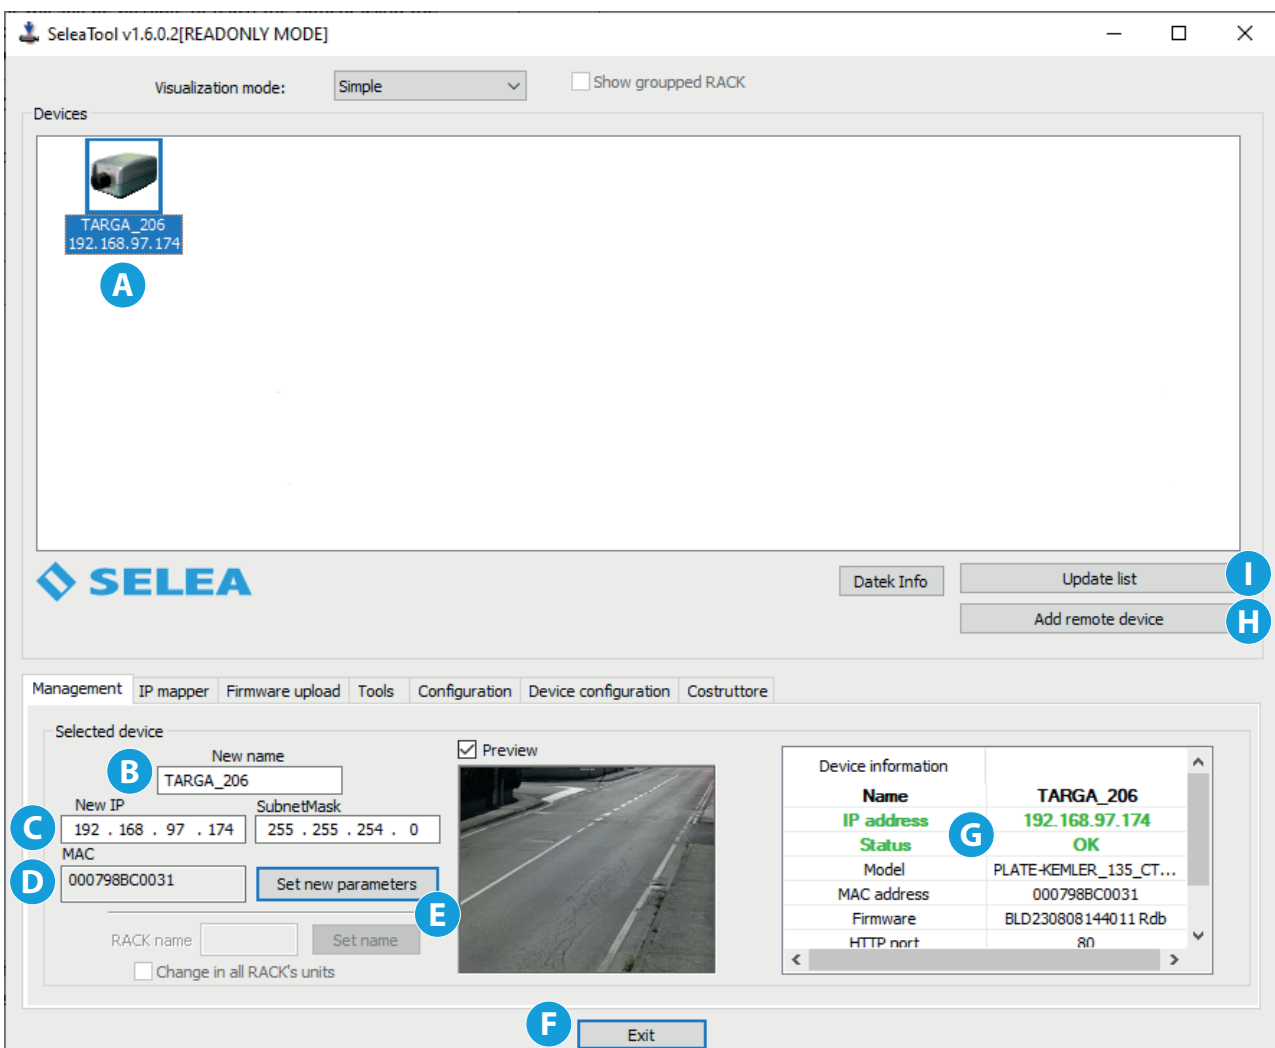 SeleaTool v1.6.0.2[READONLY MODE]
Visualization mode: Simple Show groupped RACK
Devices
TARGA_206
192.168.97.174
A
SELEA
Datek Info Update list I
Add remote device H
Management IP mapper Firmware upload Tools Configuration Device configuration Costruttore
Selected device
B New name
TARGA_206
New IP SubnetMask
C 192 . 168 . 97 . 174 255 . 255 . 254 . 0
MAC
D 000798BC0031 Set new parameters E
RACK name Set name
Change in all RACK's units
Preview
Device information
Name TARGA_206
IP address 192.168.97.174
G
Status OK
Model PLATE-KEMLER_135_CT...
MAC address 000798BC0031
Firmware BLD230808144011 Rdb
HTTP port 80
F Exit